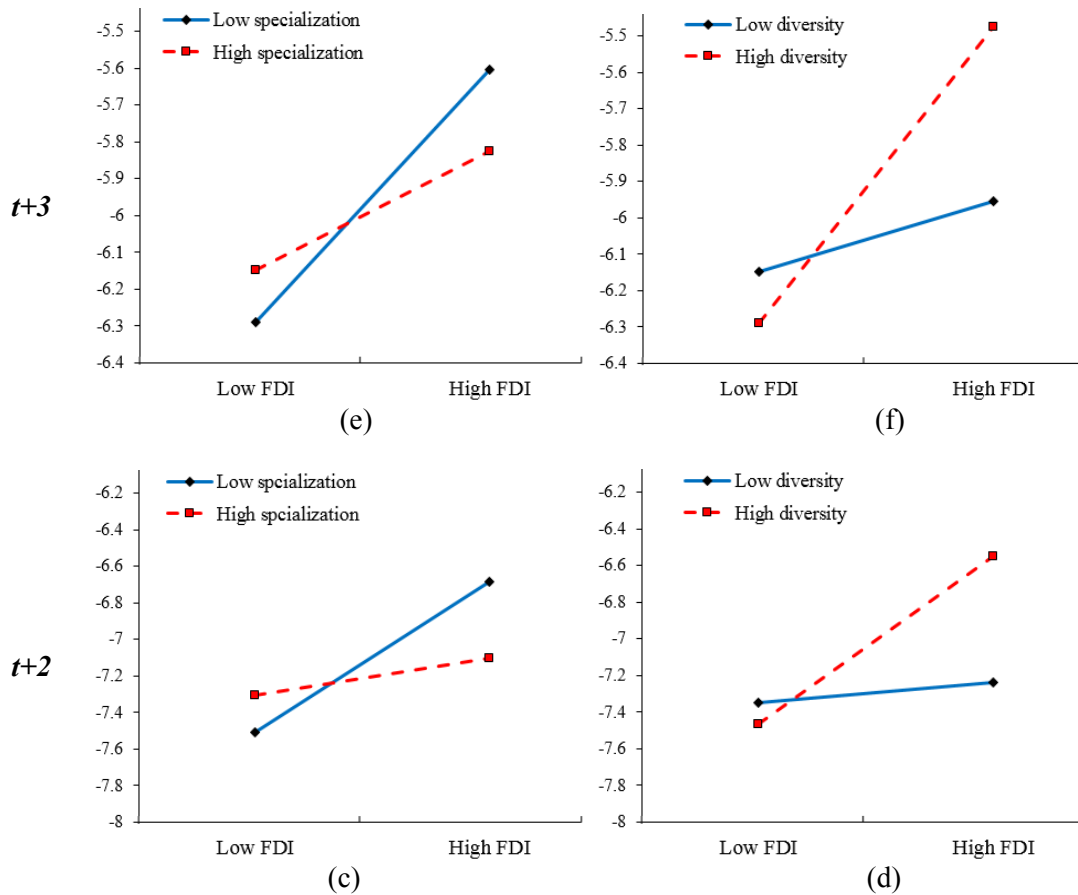 Low specialization
High specialization
-5.5
-5.6
-5.7
-5.8
-5.9
-6
-6.1
-6.2
-6.3
-6.4
Low FDI High FDI
(e)
Low diversity
High diversity
-5.5
-5.6
-5.7
-5.8
-5.9
-6
-6.1
-6.2
-6.3
-6.4
Low FDI High FDI
(f)
t+3
Low spcialization
High spcialization
-6.2
-6.4
-6.6
-6.8
-7
-7.2
-7.4
-7.6
-7.8
-8
Low FDI High FDI
(c)
Low diversity
High diversity
-6.2
-6.4
-6.6
-6.8
-7
-7.2
-7.4
-7.6
-7.8
-8
Low FDI High FDI
(d)
t+2